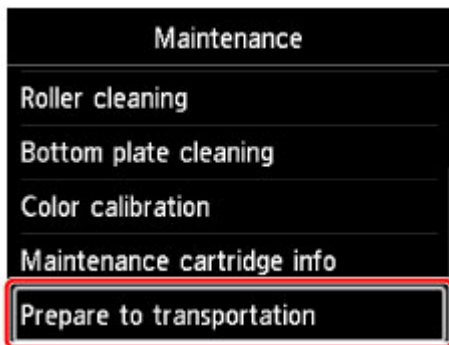 Maintenance
Roller cleaning
Bottom plate cleaning
Color calibration
Maintenance cartridge info
Prepare to transportation